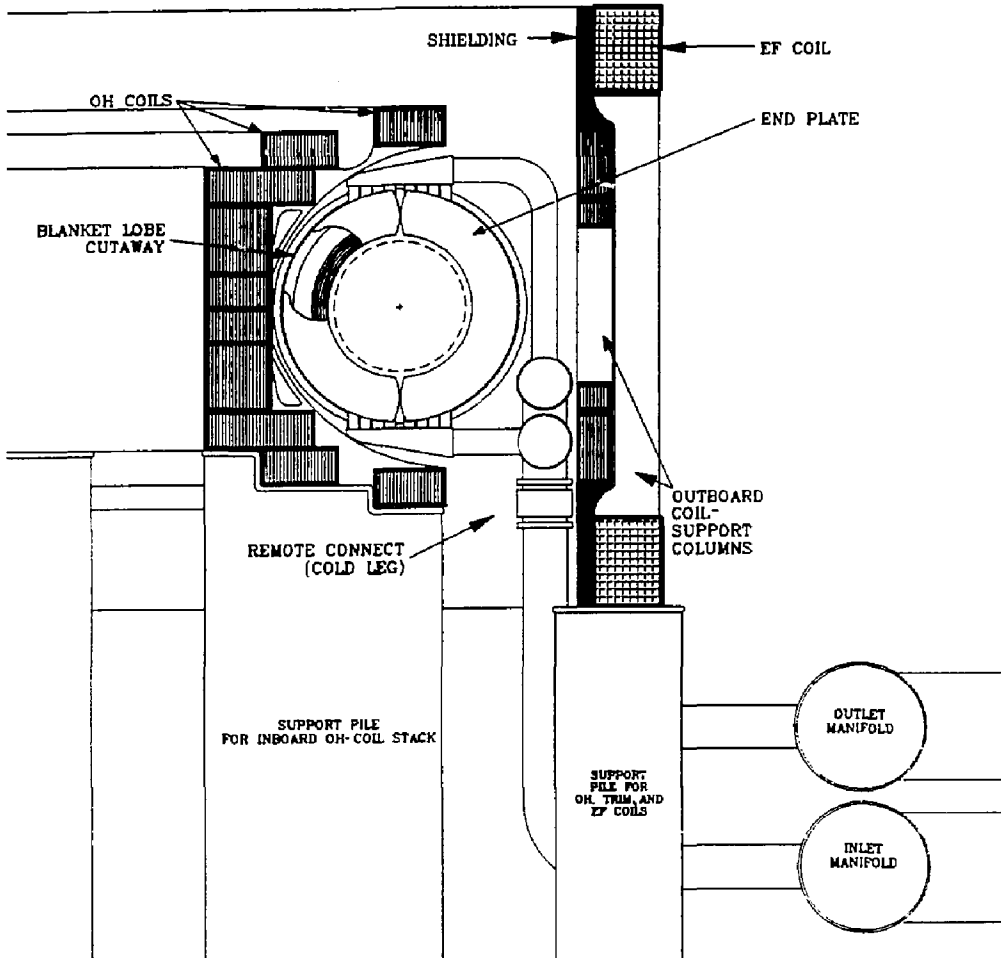 SHIELDING
EF COIL
OH COILS
END PLATE
BLANKET LOBE
CUTAWAY
OUTBOARD
COIL-
SUPPORT
COLUMNS
REMOTE CONNECT
(COLD LEG)
SUPPORT PILE
FOR INBOARD OH-COIL STACK
OUTLET
MANIFOLD
SUPPORT
PILE FOR
OH, TRIM, AND
EF COILS
INLET
MANIFOLD